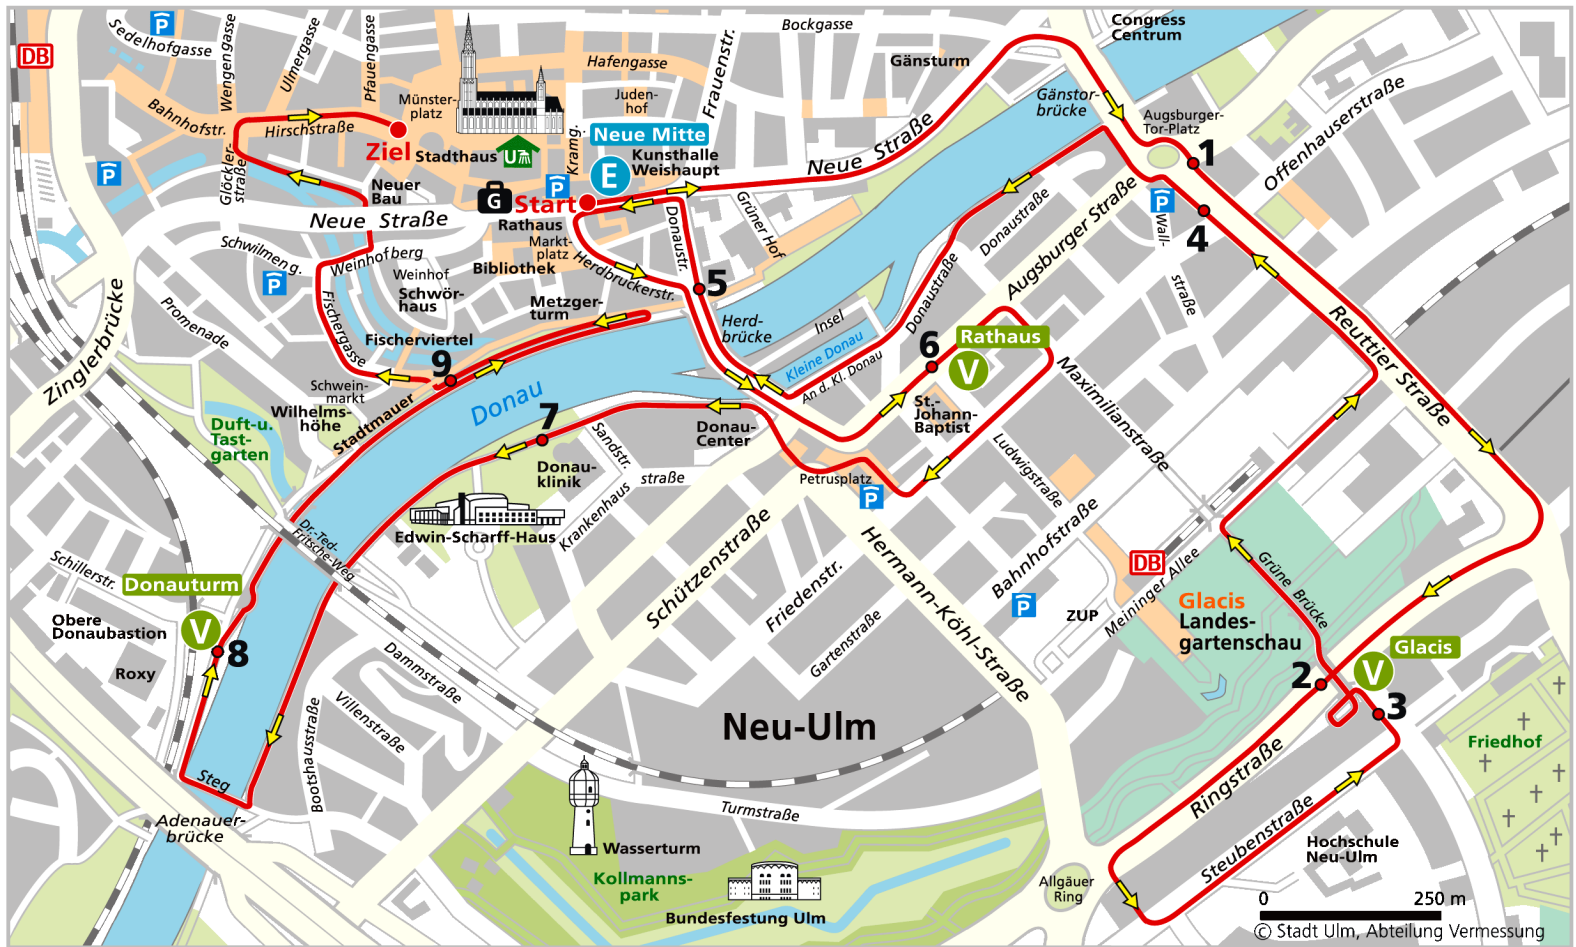 Sedelhofgasse
Wengengasse
Ulmergasse
Pfauengasse
P
DB
Bockgasse
Congress
Centrum
Hafengasse
Frauenstr.
Gänsturm
Juden-
hof
Münster-
platz
Bahnhofstr.
Hirschstraße
Ziel
Stadthaus
U
Kramg.
Neue Mitte
Kunsthalle
Weishaupt
E
P
Gänstor-
brücke
Augsburger-
Tor-Platz
1
Offenhauserstraße
Neue Straße
P
Glöckler-
straße
Neuer
Bau
G
Start
Rathaus
Neue Straße
Markt-
platz
Bibliothek
Donaustr.
Grüner Hof
Herdbruckerstr.
Schwilmeng.
P
Weinhofberg
Weinhof
Schwör-
haus
Metzger-
turm
5
Herd-
brücke
Donaustraße
Donaustraße
Augsburger Straße
P
Wall-
straße
4
Reuttier Straße
Zinglerbrücke
Promenade
Fischergasse
Fischerviertel
9
Schwein-
markt
Wilhelms-
höhe
Stadtmauer
Duft-u.
Tast-
garten
Donau
Insel
Kleine Donau
An d. Kl. Donau
6
Rathaus
V
St.-
Johann-
Baptist
Maximilianstraße
Ludwigstraße
7
Donau-
Center
Sandstr.
Donau-
klinik
Krankenhaus
straße
Petrusplatz
P
Edwin-Scharff-Haus
Dr.-Ted-
Fritsche-Weg
Schützenstraße
Hermann-Köhl-Straße
Bahnhofstraße
P
ZUP
DB
Meininger Allee
Grüne Brücke
Glacis
Landes-
gartenschau
Friedenstr.
Gartenstraße
Schillerstr.
Donauturm
V
Obere
Donaubastion
8
Roxy
Dammstraße
Villenstraße
Bootshausstraße
Steg
Adenauer-
brücke
Neu-Ulm
2
V
Glacis
3
Friedhof
Ringstraße
Steubenstraße
Turmstraße
Wasserturm
Kollmanns-
park
Bundesfestung Ulm
Allgäuer
Ring
Hochschule
Neu-Ulm
0 250 m
© Stadt Ulm, Abteilung Vermessung